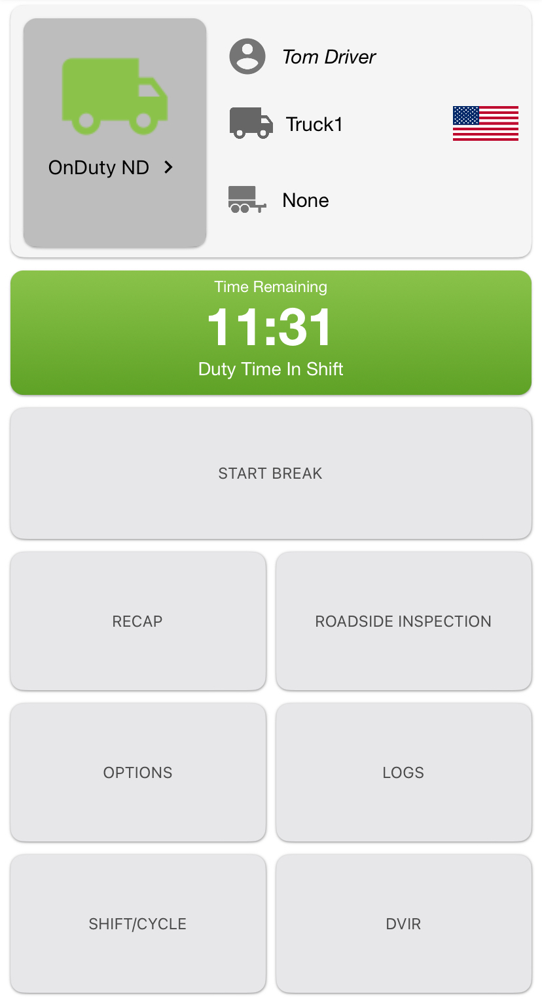 Tom Driver
Truck1
OnDuty ND
None
Time Remaining
11:31
Duty Time In Shift
START BREAK
RECAP
ROADSIDE INSPECTION
OPTIONS
LOGS
SHIFT/CYCLE
DVIR